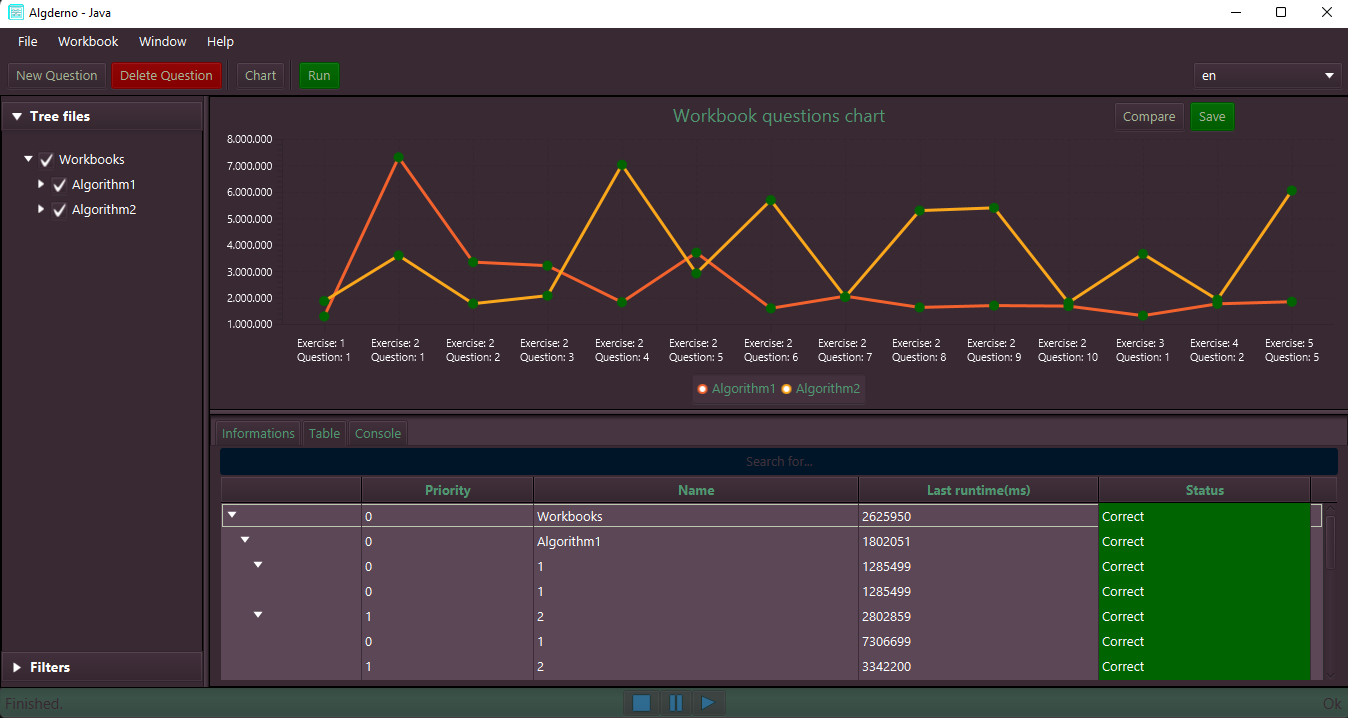 Algderno - Java
File Workbook Window Help
New Question Delete Question Chart Run en
Tree files
Workbooks
Algorithm1
Algorithm2
Filters
Workbook questions chart
Compare Save
8.000.000
7.000.000
6.000.000
5.000.000
4.000.000
3.000.000
2.000.000
1.000.000
Exercise: 1 Exercise: 2 Exercise: 2 Exercise: 2 Exercise: 2 Exercise: 2 Exercise: 2 Exercise: 2 Exercise: 2 Exercise: 2 Exercise: 2 Exercise: 3 Exercise: 4 Exercise: 5
Question: 1 Question: 1 Question: 2 Question: 3 Question: 4 Question: 5 Question: 6 Question: 7 Question: 8 Question: 9 Question: 10 Question: 1 Question: 2 Question: 5
Algorithm1 Algorithm2
Informations Table Console
Search for...
Priority Name Last runtime(ms) Status
0 Workbooks 2625950 Correct
0 Algorithm1 1802051 Correct
0 1 1285499 Correct
0 1 1285499 Correct
1 2 2802859 Correct
0 1 7306699 Correct
1 2 3342200 Correct
Finished. Ok